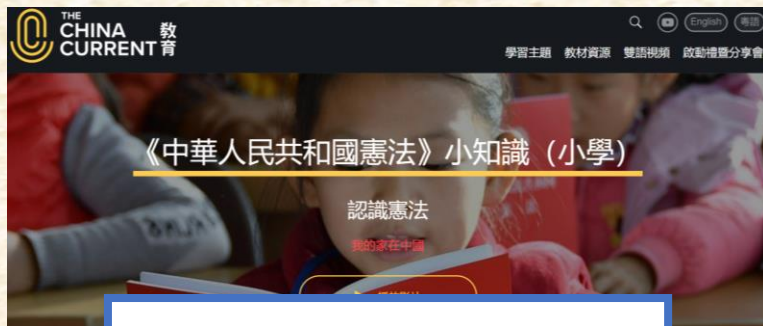 THE
CHINA 教
CURRENT 育
English 粵語
學習主題 教材資源 雙語視頻 啟動禮暨分享會
《中華人民共和國憲法》小知識（小學）
認識憲法
我的家在中國